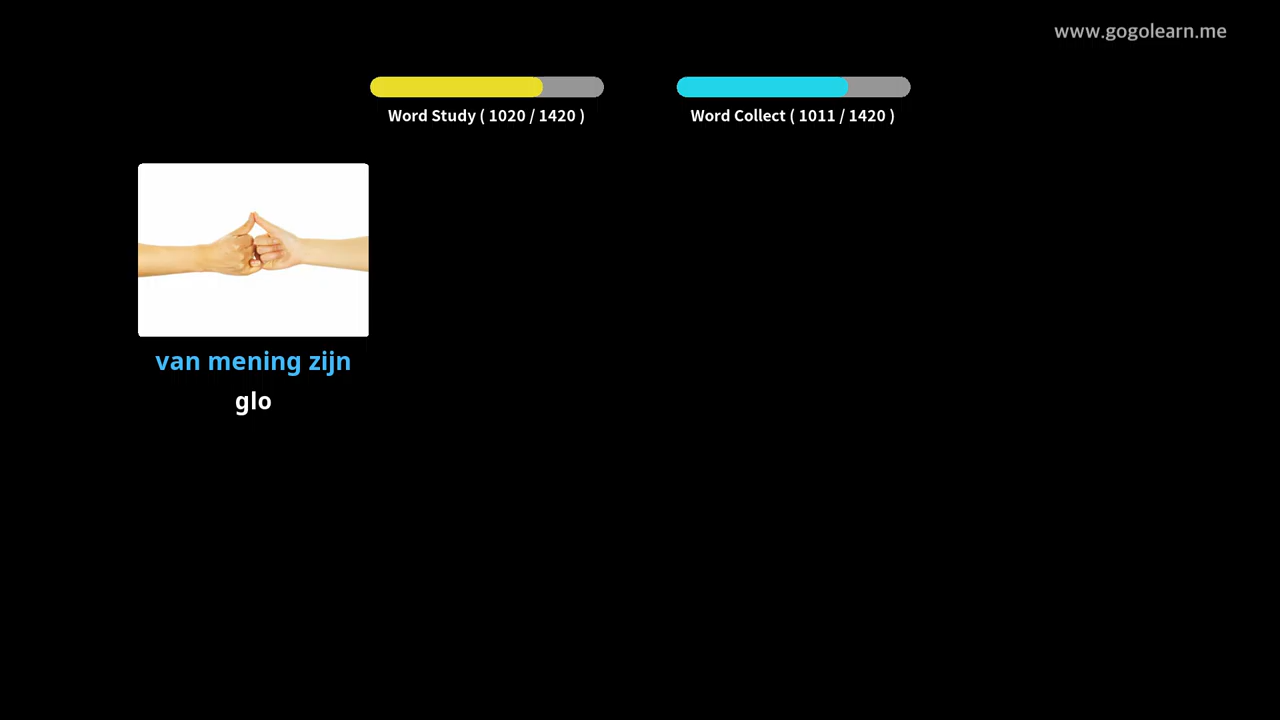 www.gogolearn.me
Word Study ( 1020 / 1420 )
Word Collect ( 1011 / 1420 )
van mening zijn
glo